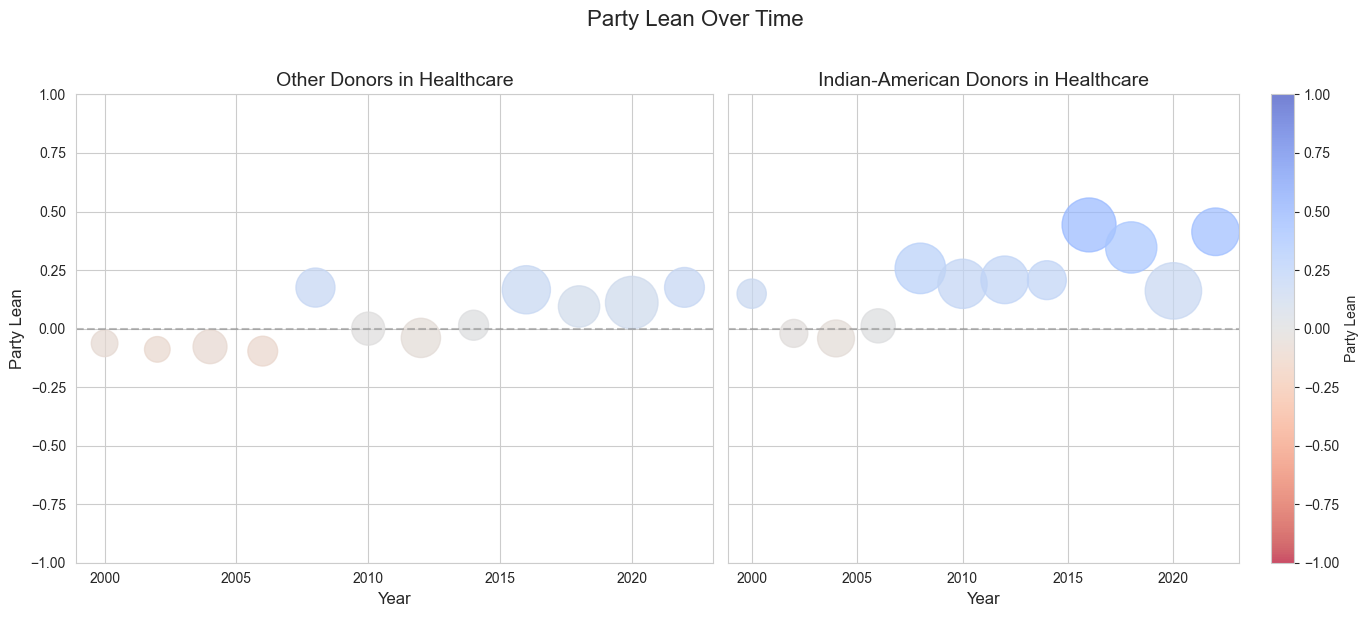 Party Lean Over Time
Other Donors in Healthcare
Indian-American Donors in Healthcare
Party Lean
1.00
0.75
0.50
0.25
0.00
−0.25
−0.50
−0.75
−1.00
2000 2005 2010 2015 2020
Year
2000 2005 2010 2015 2020
Year
1.00
0.75
0.50
0.25
0.00
−0.25
−0.50
−0.75
−1.00
Party Lean